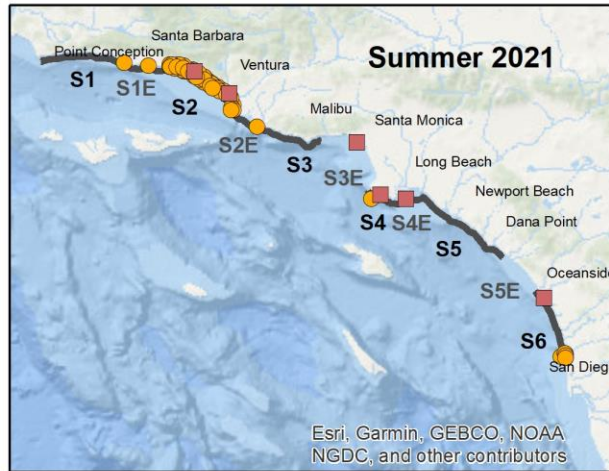 Santa Barbara
Summer 2021
Point Conception
Ventura
S1
S1E
S2
Malibu
Santa Monica
S2E
S3
S3E
Long Beach
Newport Beach
S4
S4E
Dana Point
S5
Oceanside
S5E
S6
San Dieg
Esri, Garmin, GEBCO, NOAA
NGDC, and other contributors